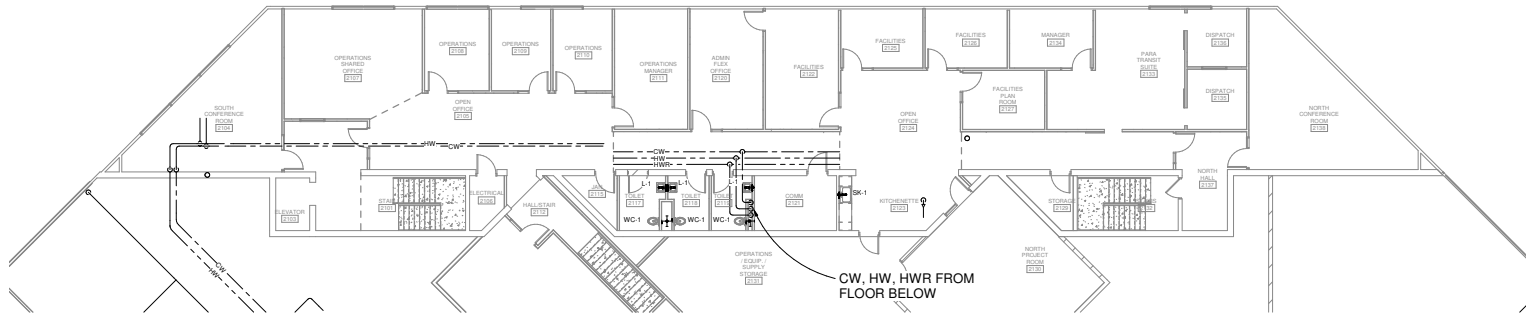 OPERATIONS
SHARED
OFFICE
2107
OPERATIONS
2108
OPERATIONS
2109
OPERATIONS
2110
OPERATIONS
MANAGER
2111
ADMIN
FLEX
OFFICE
2120
FACILITIES
2122
FACILITIES
2125
FACILITIES
2126
MANAGER
2134
PARA
TRANSIT
SUITE
2133
DISPATCH
2136
DISPATCH
2135
FACILITIES
PLAN
ROOM
2127
SOUTH
CONFERENCE
ROOM
2104
OPEN
OFFICE
2105
OPEN
OFFICE
2124
NORTH
CONFERENCE
ROOM
2138
HW
CW
CW
HW
HWR
NORTH
HALL
2137
ELEVATOR
2103
STAIR
2101
ELECTRICAL
2106
HALL/STAIR
2112
JAN
2115
TOILET
2117
L-1
L-1
TOILET
2118
TOILET
2119
L-1
WC-1
WC-1
WC-1
COMM
2121
SK-1
KITCHENETTE
2123
STORAGE
2129
2132
CW
HW
OPERATIONS
/ EQUIP. /
SUPPLY
STORAGE
2131
NORTH
PROJECT
ROOM
2130
CW, HW, HWR FROM
FLOOR BELOW